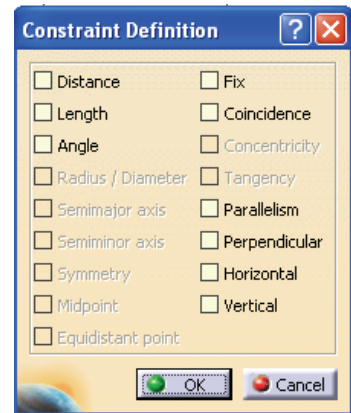 Constraint Definition
Distance
Fix
Length
Coincidence
Angle
Concentricity
Radius / Diameter
Tangency
Semimajor axis
Parallelism
Semiminor axis
Perpendicular
Symmetry
Horizontal
Midpoint
Vertical
Equidistant point
OK
Cancel